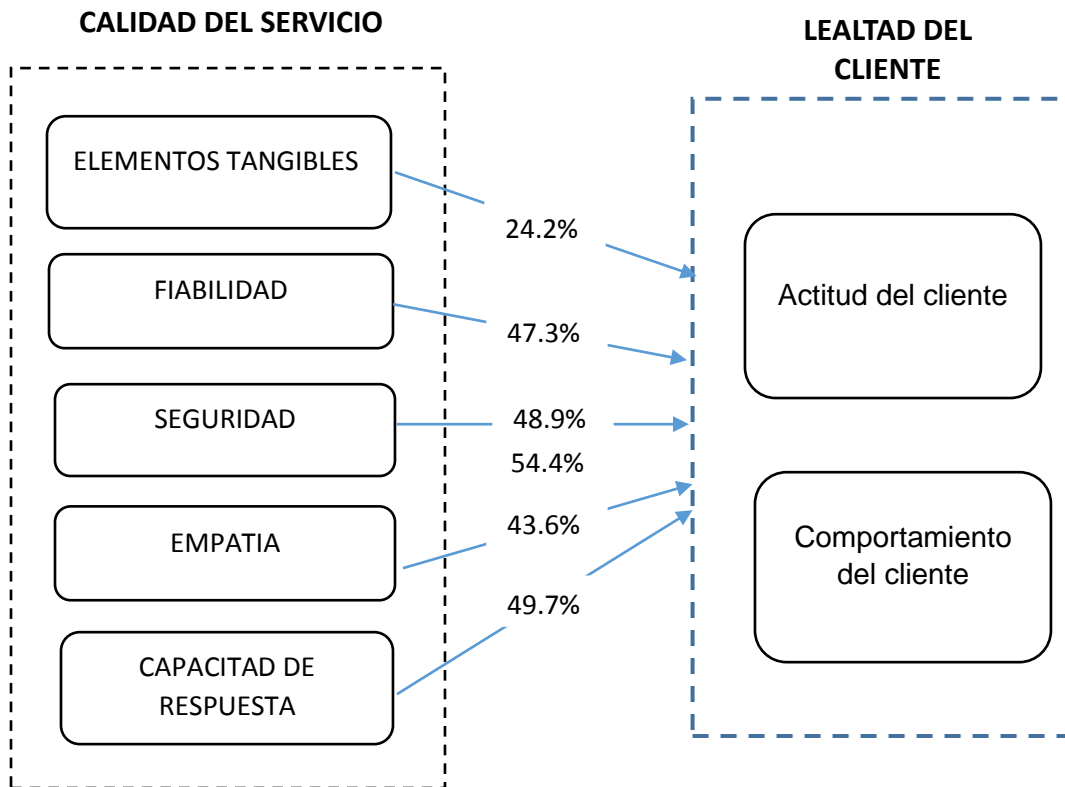 CALIDAD DEL SERVICIO
LEALTAD DEL
CLIENTE
ELEMENTOS TANGIBLES
FIABILIDAD
SEGURIDAD
EMPATIA
CAPACITAD DE
RESPUESTA
24.2%
47.3%
48.9%
54.4%
43.6%
49.7%
Actitud del cliente
Comportamiento
del cliente